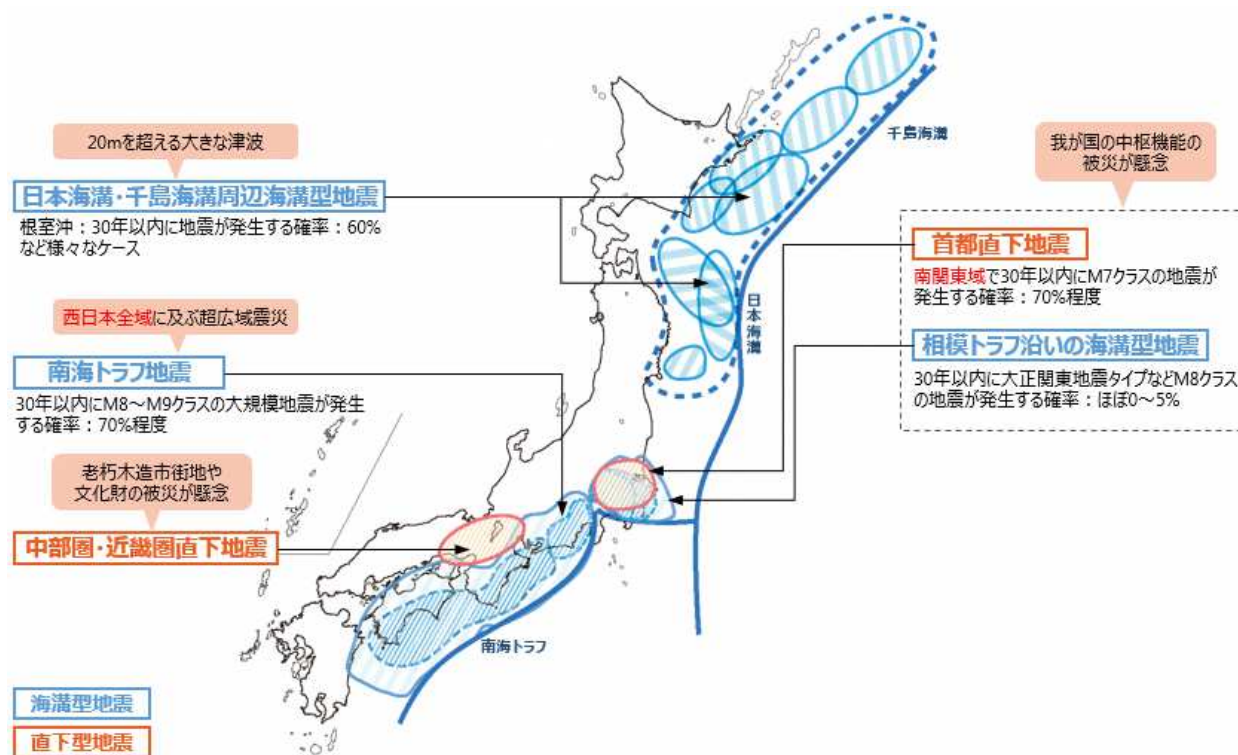 20mを超える大きな津波
日本海溝・千島海溝周辺海溝型地震
根室沖：30年以内に地震が発生する確率：60%
など様々なケース
西日本全域に及ぶ超広域震災
南海トラフ地震
30年以内にM8～M9クラスの大規模地震が発生
する確率：70%程度
老朽木造市街地や
文化財の被災が懸念
中部圏・近畿圏直下地震
海溝型地震
直下型地震
千島海溝
日本海溝
南海トラフ
我が国の中枢機能の
被災が懸念
首都直下地震
南関東域で30年以内にM7クラスの地震が
発生する確率：70%程度
相模トラフ沿いの海溝型地震
30年以内に大正関東地震タイプなどM8クラス
の地震が発生する確率：ほぼ0～5%